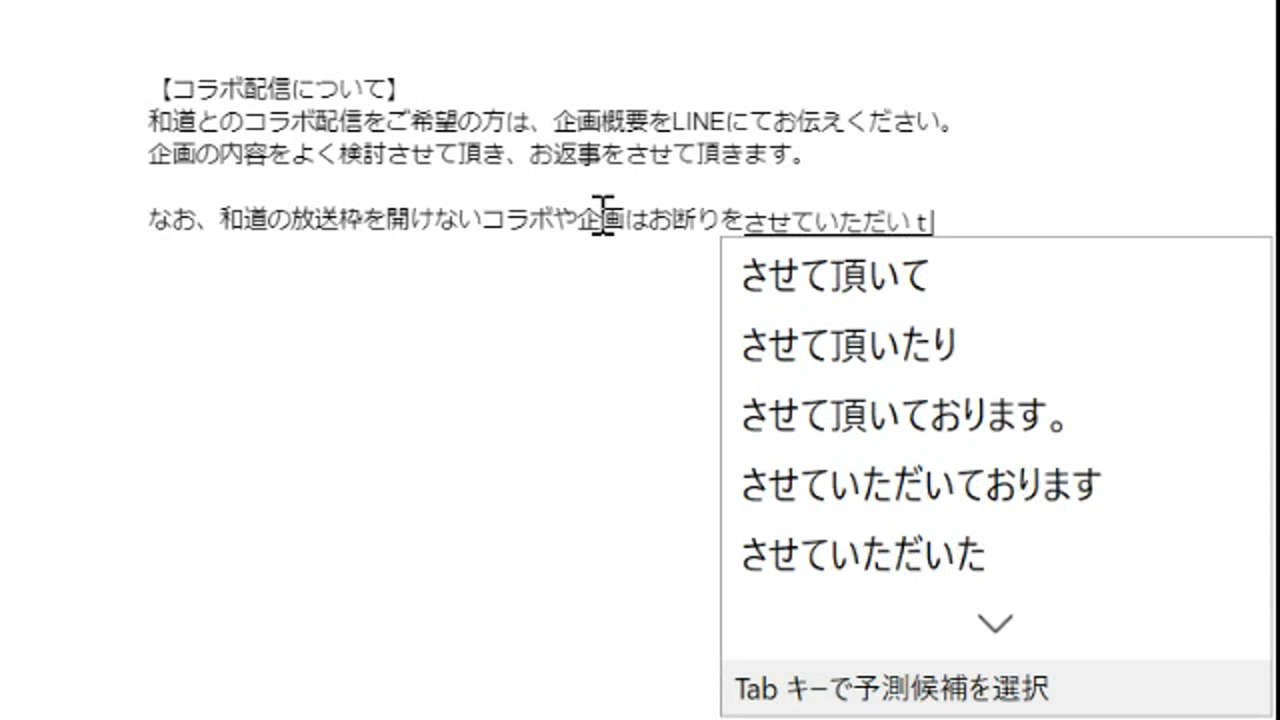 【コラボ配信について】
和道とのコラボ配信をご希望の方は、企画概要をLINEにてお伝えください。
企画の内容をよく検討させて頂き、お返事をさせて頂きます。
なお、和道の放送枠を開けないコラボや企画はお断りをさせていただいｔ
させて頂いて
させて頂いたり
させて頂いております。
させていただいております
させていただいた
Tab キーで予測候補を選択